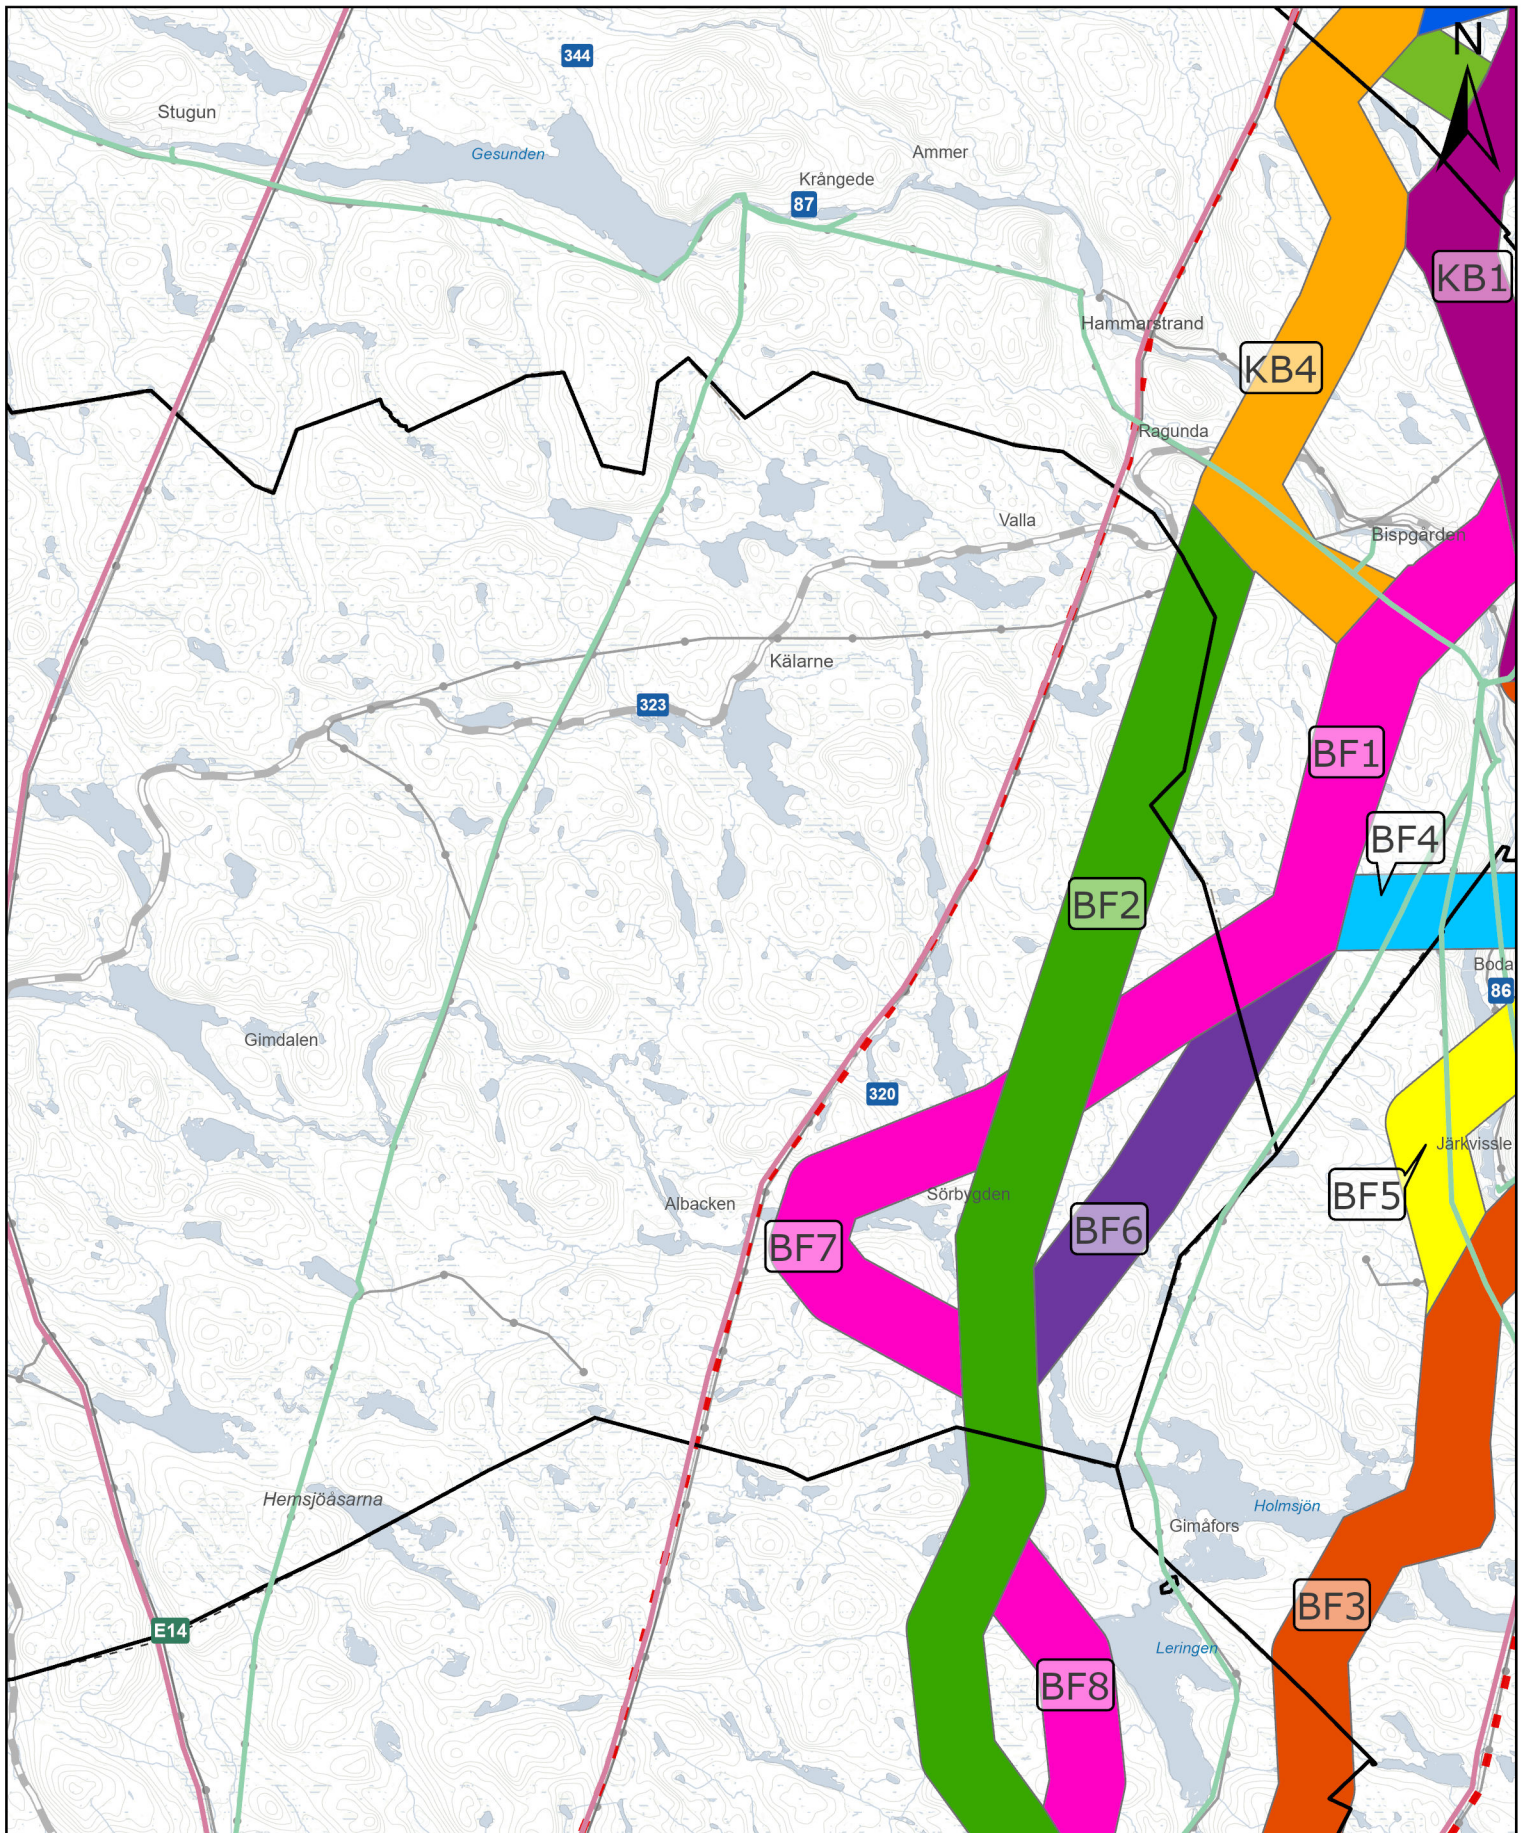 344
N
Stugun
Gesunden
Ammer
Krångede
87
KB1
Hammarstrand
KB4
Ragunda
Valla
Bispgården
Kälarne
323
BF1
BF4
BF2
Boda
86
Gimdalen
320
Järkvissle
BF5
Sörbygden
Albacken
BF6
BF7
Hemsjöåsarna
Holmsjön
Gimåfors
BF3
E14
Leringen
BF8